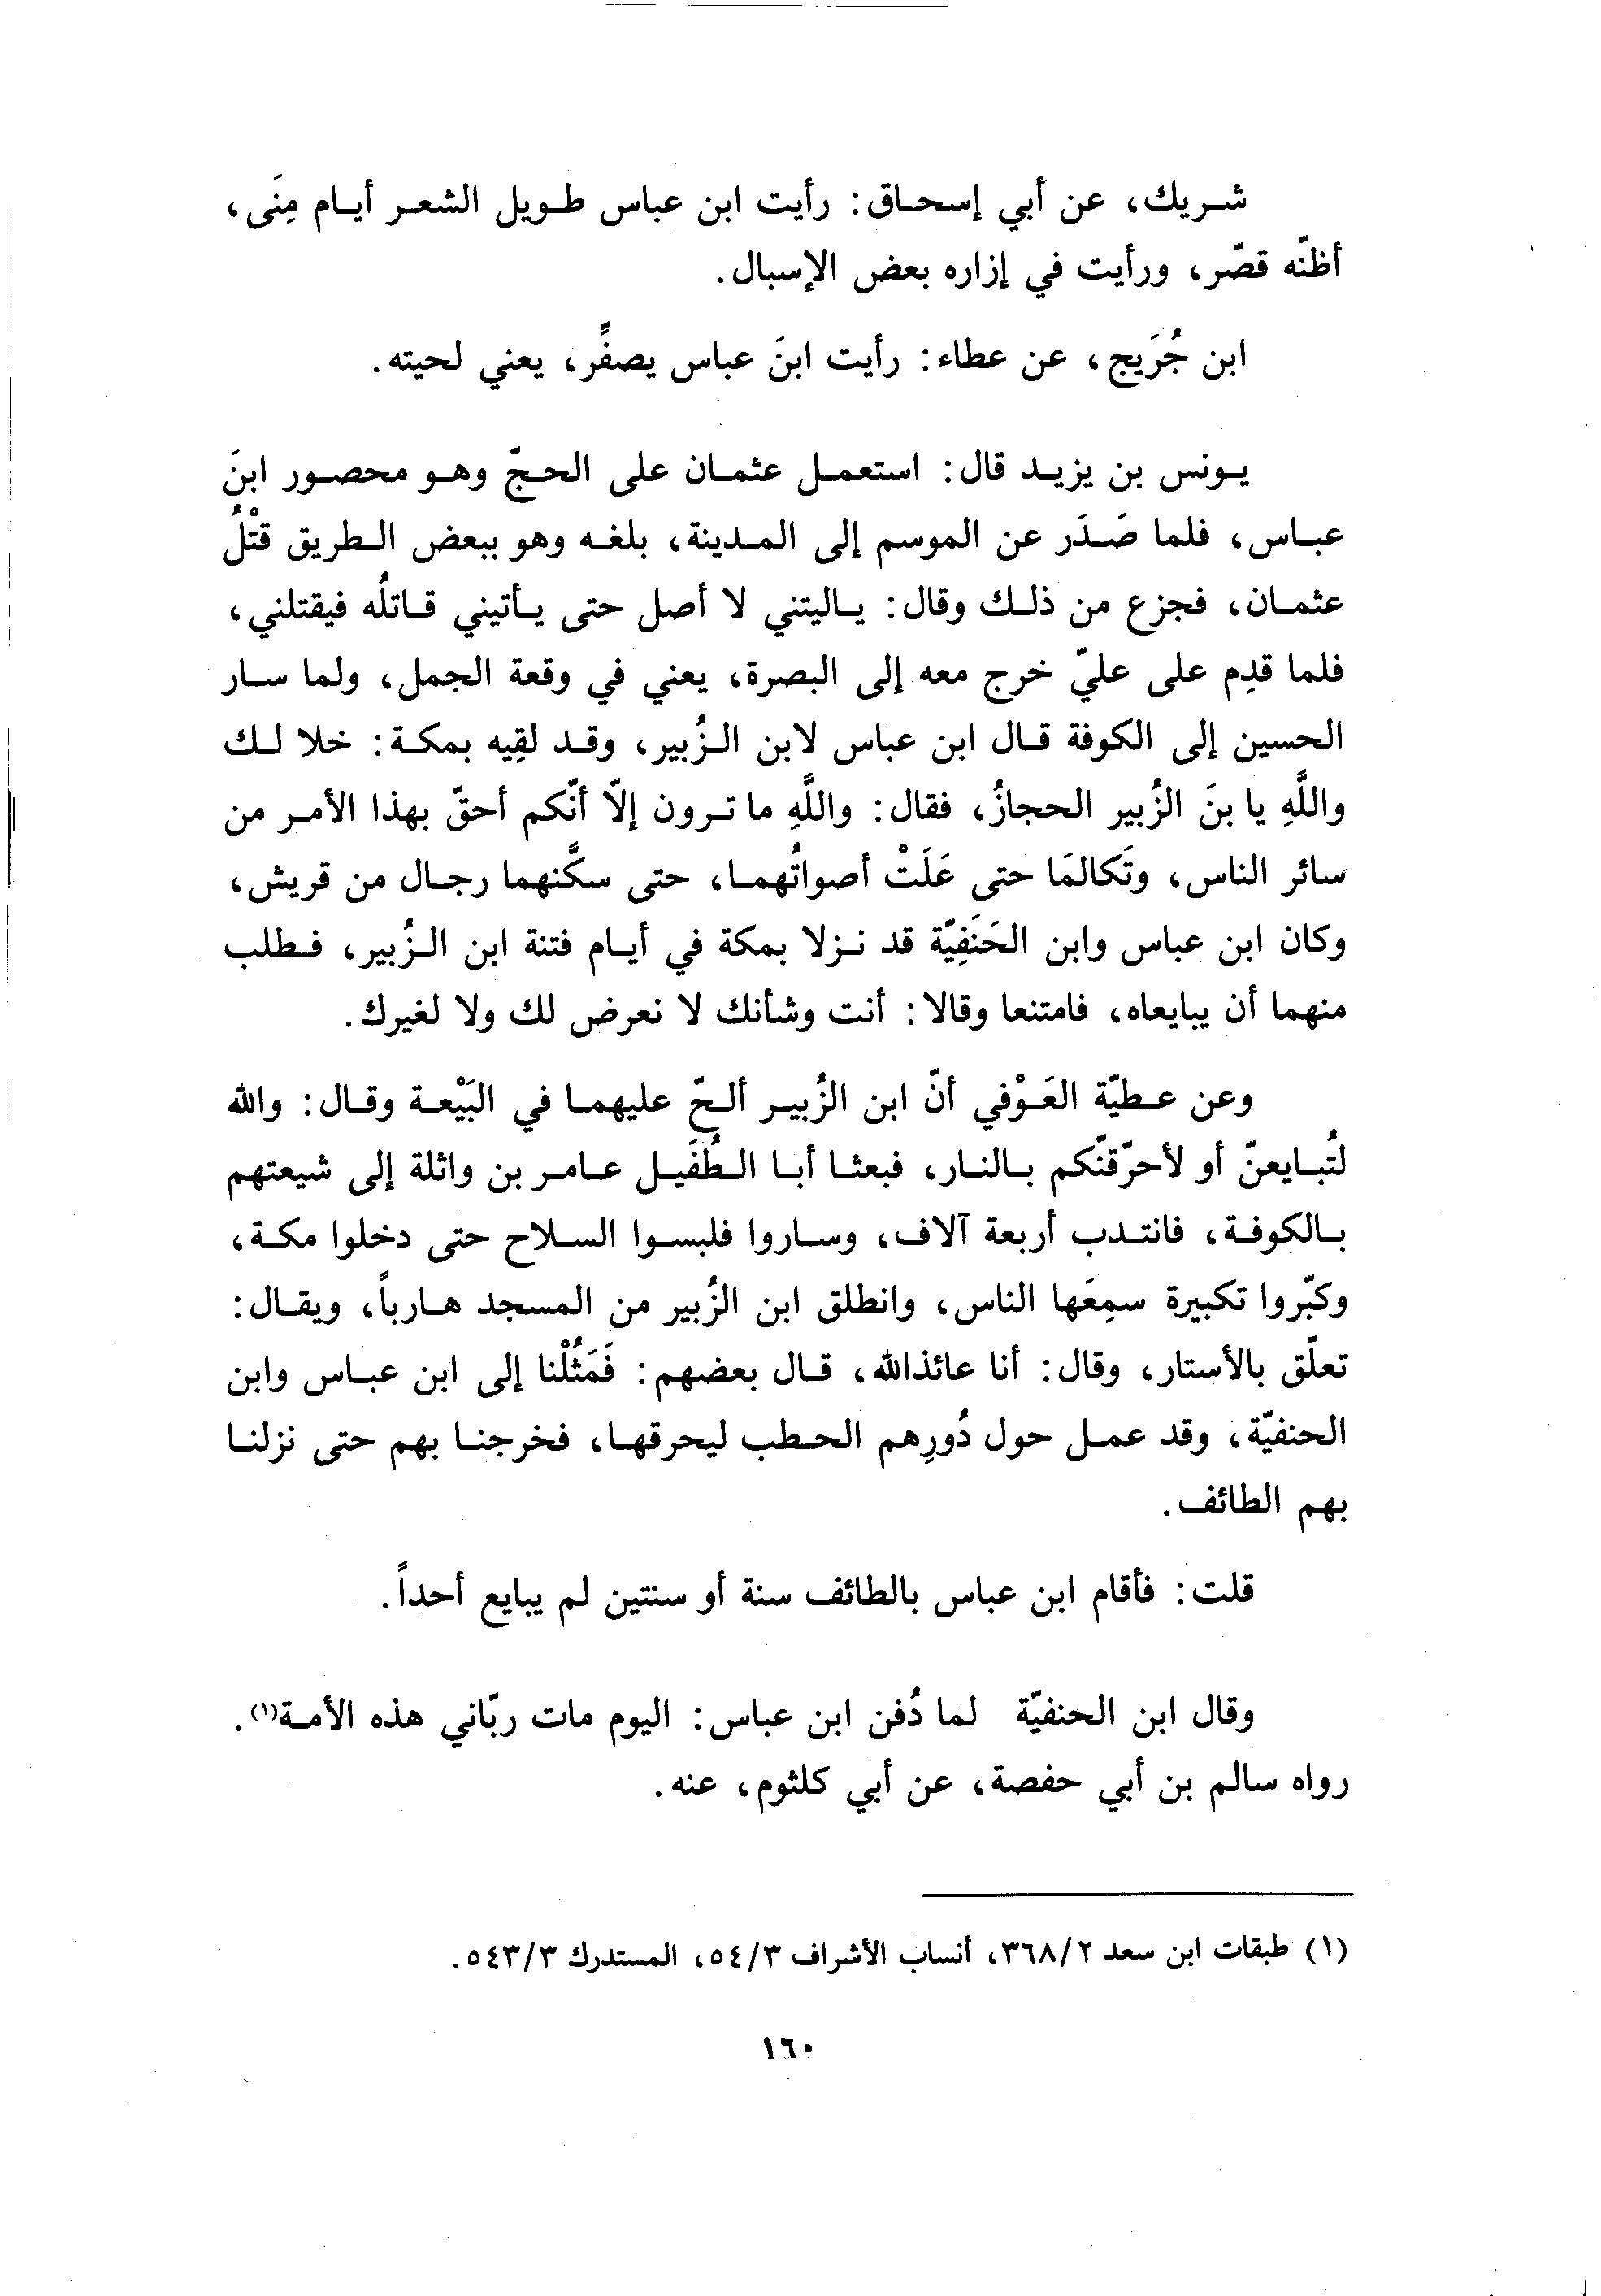 شريك، عن أبي إسحاق: رأيت ابن عباس طويل الشعر أيام مِنَى،
أظنّه قصّر، ورأيت في إزاره بعض الإسبال.
ابن جُرَيج، عن عطاء: رأيت ابنَ عباس يصفِّر، يعني لحيته.
يونس بن يزيد قال: استعمل عثمان على الحجّ وهو محصور ابنَ
عباس، فلما صَدَر عن الموسم إلى المدينة، بلغه وهو ببعض الطريق قتْلُ
عثمان، فجزع من ذلك وقال: ياليتني لا أصل حتى يأتيني قاتلُه فيقتلني،
فلما قدِم على عليّ خرج معه إلى البصرة، يعني في وقعة الجمل، ولما سار
الحسين إلى الكوفة قال ابن عباس لابن الزُبير، وقد لقِيه بمكة: خلا لك
واللَّهِ يا بنَ الزُبير الحجازُ، فقال: واللَّهِ ما ترون إلّا أنّكم أحقّ بهذا الأمر من
سائر الناس، وتَكالمَا حتى عَلَتْ أصواتُهما، حتى سكَّنهما رجال من قريش،
وكان ابن عباس وابن الحَنَفِيّة قد نزلا بمكة في أيام فتنة ابن الزُبير، فطلب
منهما أن يبايعاه، فامتنعا وقالا: أنت وشأنك لا نعرض لك ولا لغيرك.
وعن عطيّة العَوْفي أنّ ابن الزُبير ألحّ عليهما في البَيْعة وقال: والله
لتُبايعنّ أو لأحرّقنّكم بالنار، فبعثا أبا الطُفَيل عامر بن واثلة إلى شيعتهم
بالكوفة، فانتدب أربعة آلاف، وساروا فلبسوا السلاح حتى دخلوا مكة،
وكبّروا تكبيرة سمِعَها الناس، وانطلق ابن الزُبير من المسجد هارباً، ويقال:
تعلّق بالأستار، وقال: أنا عائذالله، قال بعضهم: فَمَثُلْنا إلى ابن عباس وابن
الحنفيّة، وقد عمل حول دُورِهم الحطب ليحرقها، فخرجنا بهم حتى نزلنا
بهم الطائف.
قلت: فأقام ابن عباس بالطائف سنة أو سنتين لم يبايع أحداً.
وقال ابن الحنفيّة لما دُفن ابن عباس: اليوم مات ربّاني هذه الأمة(١).
رواه سالم بن أبي حفصة، عن أبي كلثوم، عنه.
(١) طبقات ابن سعد ٣٦٨/٢، أنساب الأشراف ٥٤/٣، المستدرك ٥٤٣/٣.
١٦٠